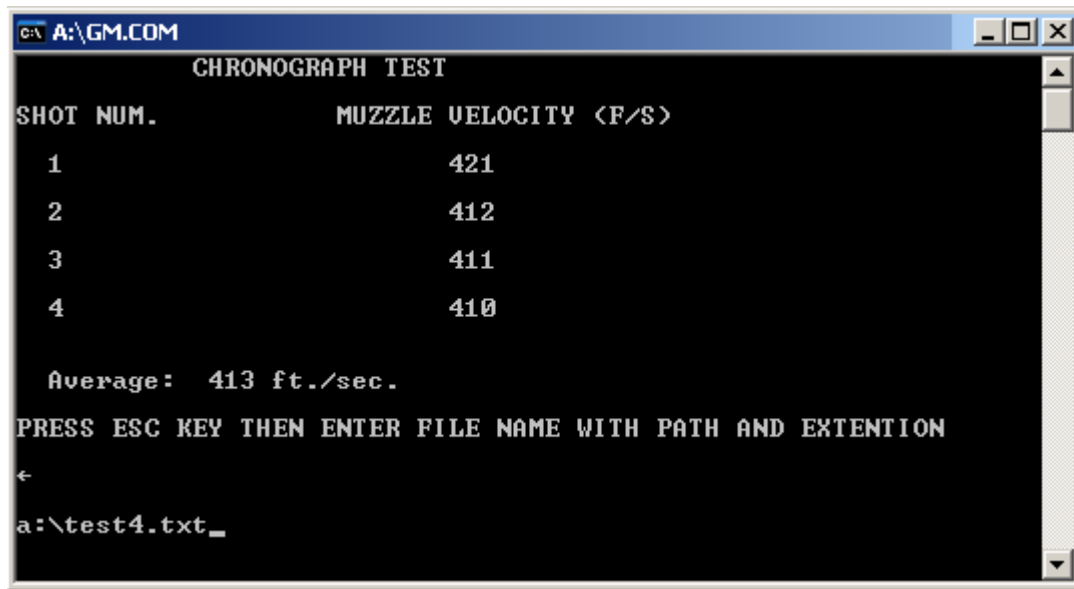 A:\GM.COM
CHRONOGRAPH TEST
SHOT NUM. MUZZLE VELOCITY (F/S)
1 421
2 412
3 411
4 410
Average: 413 ft./sec.
PRESS ESC KEY THEN ENTER FILE NAME WITH PATH AND EXTENTION
←
a:\test4.txt_